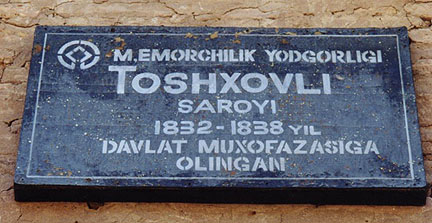 M.EMORCHILIK YODGORLIGI
TOSHXOVLI
SAROYI
1832-1838 YIL
DAVLAT MUXOFAZASIGA
OLINGAN